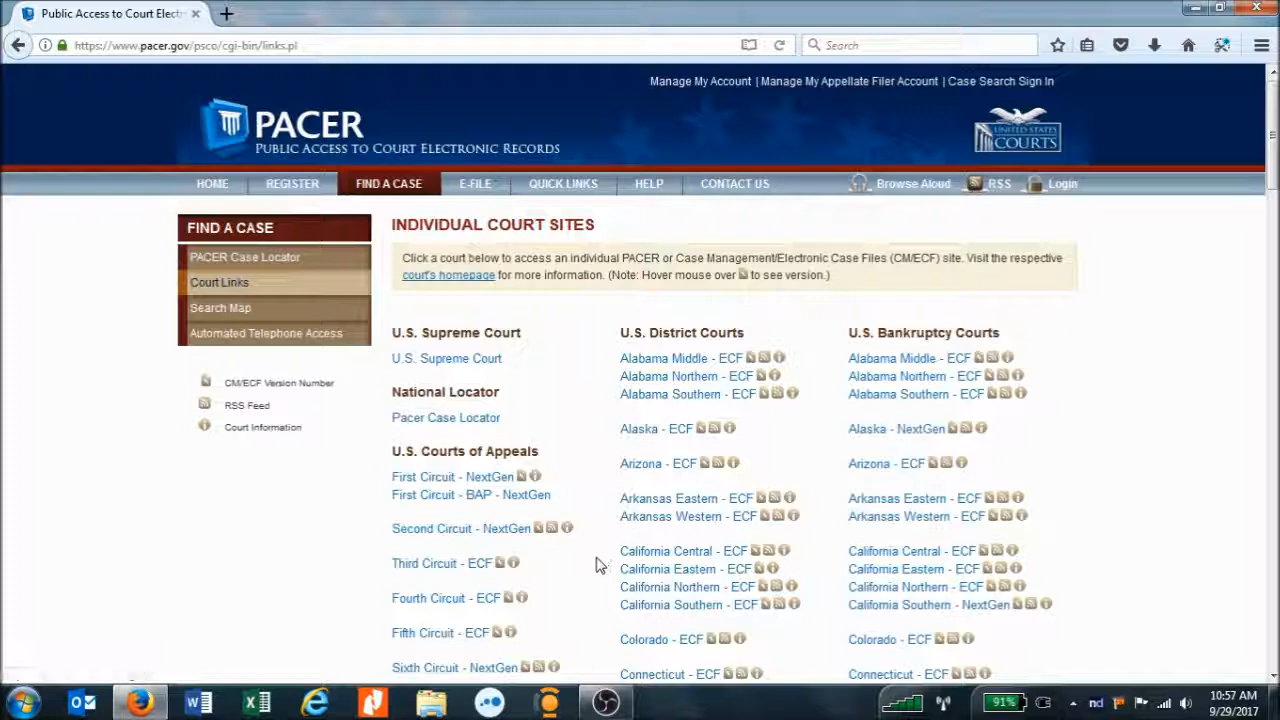 Public Access to Court Electr
https://www.pacer.gov/psco/cgi-bin/links.pl
Search
Manage My Account | Manage My Appellate Filer Account | Case Search Sign In
PACER
PUBLIC ACCESS TO COURT ELECTRONIC RECORDS
UNITED STATES
COURTS
HOME
REGISTER
FIND A CASE
E-FILE
QUICK LINKS
HELP
CONTACT US
Browse Aloud
RSS
Login
FIND A CASE
PACER Case Locator
Court Links
Search Map
Automated Telephone Access
CM/ECF Version Number
RSS Feed
Court Information
INDIVIDUAL COURT SITES
Click a court below to access an individual PACER or Case Management/Electronic Case Files (CM/ECF) site. Visit the respective
court's homepage for more information. (Note: Hover mouse over to see version.)
U.S. Supreme Court
U.S. Supreme Court
National Locator
Pacer Case Locator
U.S. Courts of Appeals
First Circuit - NextGen
First Circuit - BAP - NextGen
Second Circuit - NextGen
Third Circuit - ECF
Fourth Circuit - ECF
Fifth Circuit - ECF
Sixth Circuit - NextGen
U.S. District Courts
Alabama Middle - ECF
Alabama Northern - ECF
Alabama Southern - ECF
Alaska - ECF
Arizona - ECF
Arkansas Eastern - ECF
Arkansas Western - ECF
California Central - ECF
California Eastern - ECF
California Northern - ECF
California Southern - ECF
Colorado - ECF
Connecticut - ECF
U.S. Bankruptcy Courts
Alabama Middle - ECF
Alabama Northern - ECF
Alabama Southern - ECF
Alaska - NextGen
Arizona - ECF
Arkansas Eastern - ECF
Arkansas Western - ECF
California Central - ECF
California Eastern - ECF
California Northern - ECF
California Southern - NextGen
Colorado - ECF
Connecticut - ECF
91%
nd
10:57 AM
9/29/2017